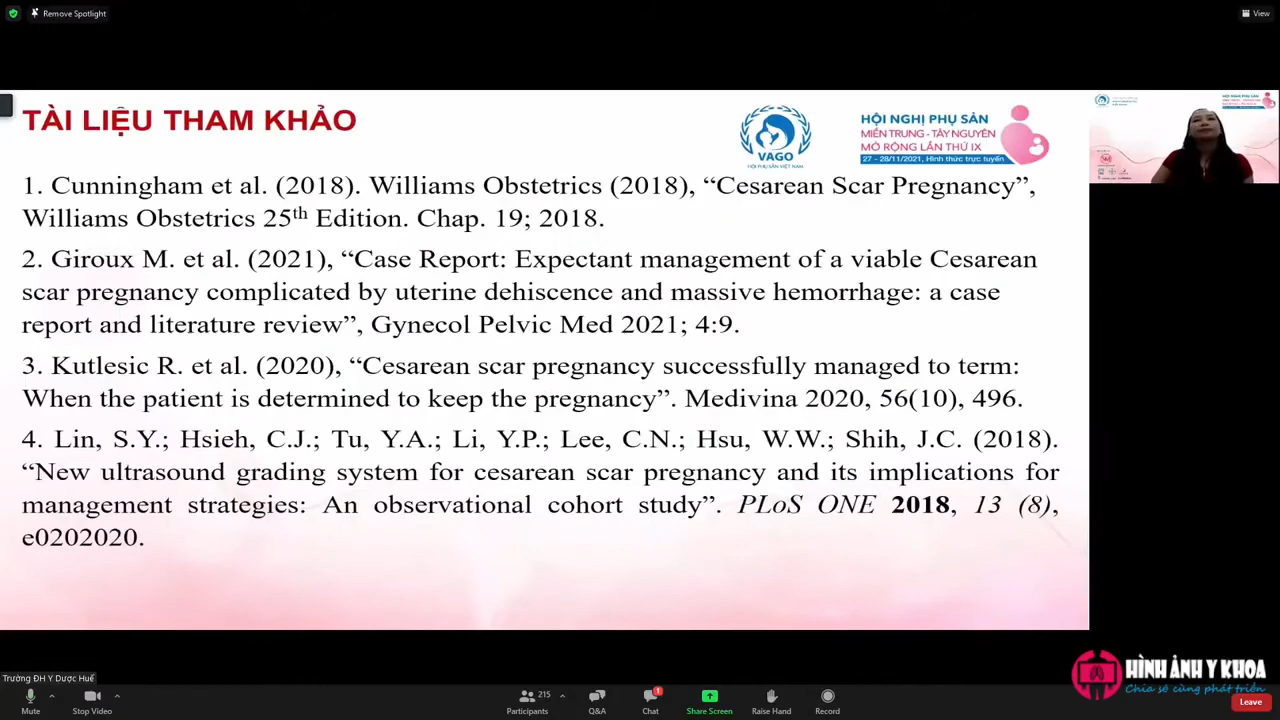 Remove Spotlight
View
TÀI LIỆU THAM KHẢO
VAGO
HỘI PHỤ SẢN VIỆT NAM
HỘI NGHỊ PHỤ SẢN
MIỀN TRUNG - TÂY NGUYÊN
MỞ RỘNG LẦN THỨ IX
27 - 28/11/2021, Hình thức trực tuyến
1. Cunningham et al. (2018). Williams Obstetrics (2018), “Cesarean Scar Pregnancy”,
Williams Obstetrics 25th Edition. Chap. 19; 2018.
2. Giroux M. et al. (2021), “Case Report: Expectant management of a viable Cesarean
scar pregnancy complicated by uterine dehiscence and massive hemorrhage: a case
report and literature review”, Gynecol Pelvic Med 2021; 4:9.
3. Kutlesic R. et al. (2020), “Cesarean scar pregnancy successfully managed to term:
When the patient is determined to keep the pregnancy”. Medivina 2020, 56(10), 496.
4. Lin, S.Y.; Hsieh, C.J.; Tu, Y.A.; Li, Y.P.; Lee, C.N.; Hsu, W.W.; Shih, J.C. (2018).
“New ultrasound grading system for cesarean scar pregnancy and its implications for
management strategies: An observational cohort study”. PLoS ONE 2018, 13 (8),
e0202020.
Trường ĐH Y Dược Huế
HÌNH ẢNH Y KHOA
Chia sẻ cùng phát triển
Mute
Stop Video
215
Participants
Q&A
1
Chat
Share Screen
Raise Hand
Record
Leave